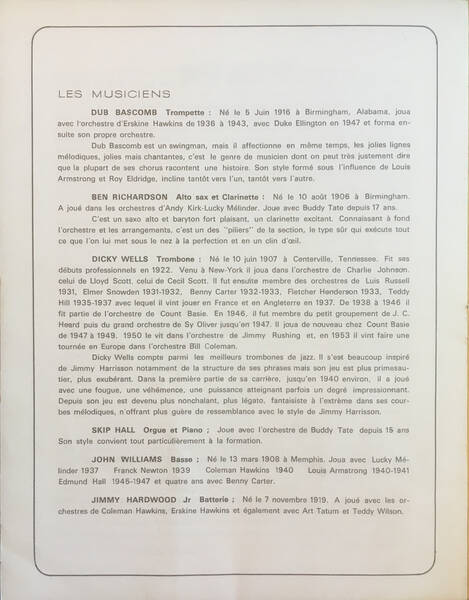 LES MUSICIENS
DUB BASCOMB Trompette : Né le 5 Juin 1916 à Birmingham, Alabama, joua
avec l'orchestre d'Erskine Hawkins de 1936 à 1943, avec Duke Ellington en 1947 et forma en-
suite son propre orchestre.
Dub Bascomb est un swingman, mais il affectionne en même temps, les jolies lignes
mélodiques, jolies mais chantantes, c'est le genre de musicien dont on peut très justement dire
que la plupart de ses chorus racontent une histoire. Son style formé sous l'influence de Louis
Armstrong et Roy Eldridge, incline tantôt vers l'un, tantôt vers l'autre.
BEN RICHARDSON Alto sax et Clarinette : Né le 10 août 1906 à Birmingham.
A joué dans les orchestres d'Andy Kirk-Lucky Mélinder. Joue avec Buddy Tate depuis 17 ans.
C'est un saxo alto et baryton fort plaisant, un clarinette excitant. Connaissant à fond
l'orchestre et les arrangements, c'est un des "piliers" de la section, le type sûr qui exécute tout
ce que l'on lui met sous le nez à la perfection et en un clin d'œil.
DICKY WELLS Trombone : Né le 10 juin 1907 à Centerville, Tennessee. Fit ses
débuts professionnels en 1922. Venu à New-York il joua dans l'orchestre de Charlie Johnson.
celui de Lloyd Scott, celui de Cecil Scott. Il fut ensuite membre des orchestres de Luis Russell
1931, Elmer Snowden 1931-1932, Benny Carter 1932-1933, Fletcher Henderson 1933, Teddy
Hill 1935-1937 avec lequel il vint jouer en France et en Angleterre en 1937. De 1938 à 1946 il
fit partie de l'orchestre de Count Basie. En 1946, il fut membre du petit groupement de J. C.
Heard puis du grand orchestre de Sy Oliver jusqu'en 1947. Il joua de nouveau chez Count Basie
de 1947 à 1949. 1950 le vit dans l'orchestre de Jimmy Rushing et, en 1953 il vint faire une
tournée en Europe dans l'orchestre Bill Coleman.
Dicky Wells compte parmi les meilleurs trombones de jazz. Il s'est beaucoup inspiré
de Jimmy Harrisson notamment de la structure de ses phrases mais son jeu est plus primesau-
tier, plus exubérant. Dans la première partie de sa carrière, jusqu'en 1940 environ, il a joué
avec une fougue, une véhémence, une puissance atteignant parfois un degré impressionnant.
Depuis son jeu est devenu plus nonchalant, plus légato, fantaisiste à l'extrème dans ses cour-
bes mélodiques, n'offrant plus guère de ressemblance avec le style de Jimmy Harrisson.
SKIP HALL Orgue et Piano ; Joue avec l'orchestre de Buddy Tate depuis 15 ans
Son style convient tout particulièrement à la formation.
JOHN WILLIAMS Basse : Né le 13 mars 1908 à Memphis. Joua avec Lucky Mé-
linder 1937 Franck Newton 1939 Coleman Hawkins 1940 Louis Armstrong 1940-1941
Edmund Hall 1945-1947 et quatre ans avec Benny Carter.
JIMMY HARDWOOD Jr Batterie : Né le 7 novembre 1919. A joué avec les or-
chestres de Coleman Hawkins, Erskine Hawkins et également avec Art Tatum et Teddy Wilson.